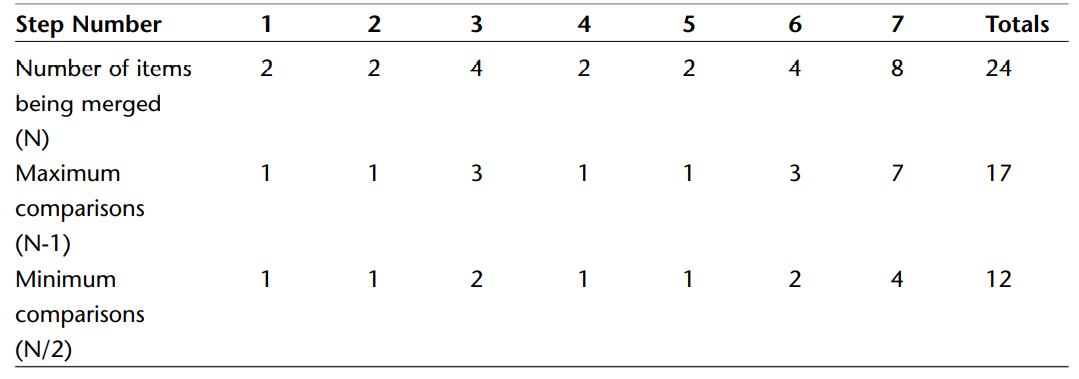 Step Number 1 2 3 4 5 6 7 Totals
Number of items 2 2 4 2 2 4 8 24
being merged
(N)
Maximum 1 1 3 1 1 3 7 17
comparisons
(N-1)
Minimum 1 1 2 1 1 2 4 12
comparisons
(N/2)